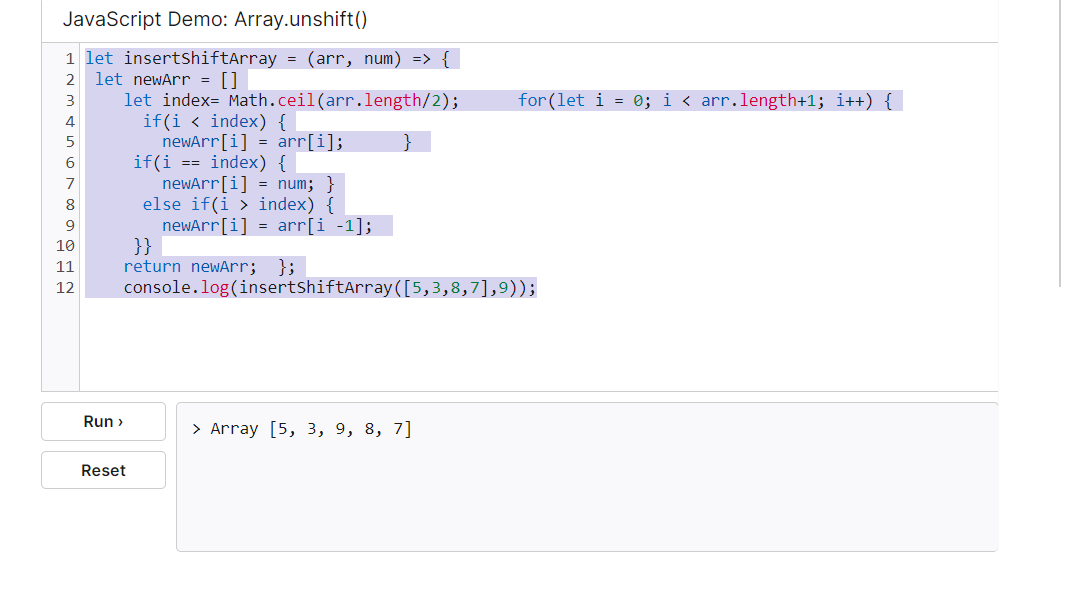 JavaScript Demo: Array.unshift()
1 let insertShiftArray = (arr, num) => {
2 let newArr = []
3 let index= Math.ceil(arr.length/2); for(let i = 0; i < arr.length+1; i++) {
4 if(i < index) {
5 newArr[i] = arr[i]; }
6 if(i == index) {
7 newArr[i] = num; }
8 else if(i > index) {
9 newArr[i] = arr[i -1];
10 }}
11 return newArr; };
12 console.log(insertShiftArray([5,3,8,7],9));
Run ›
> Array [5, 3, 9, 8, 7]
Reset